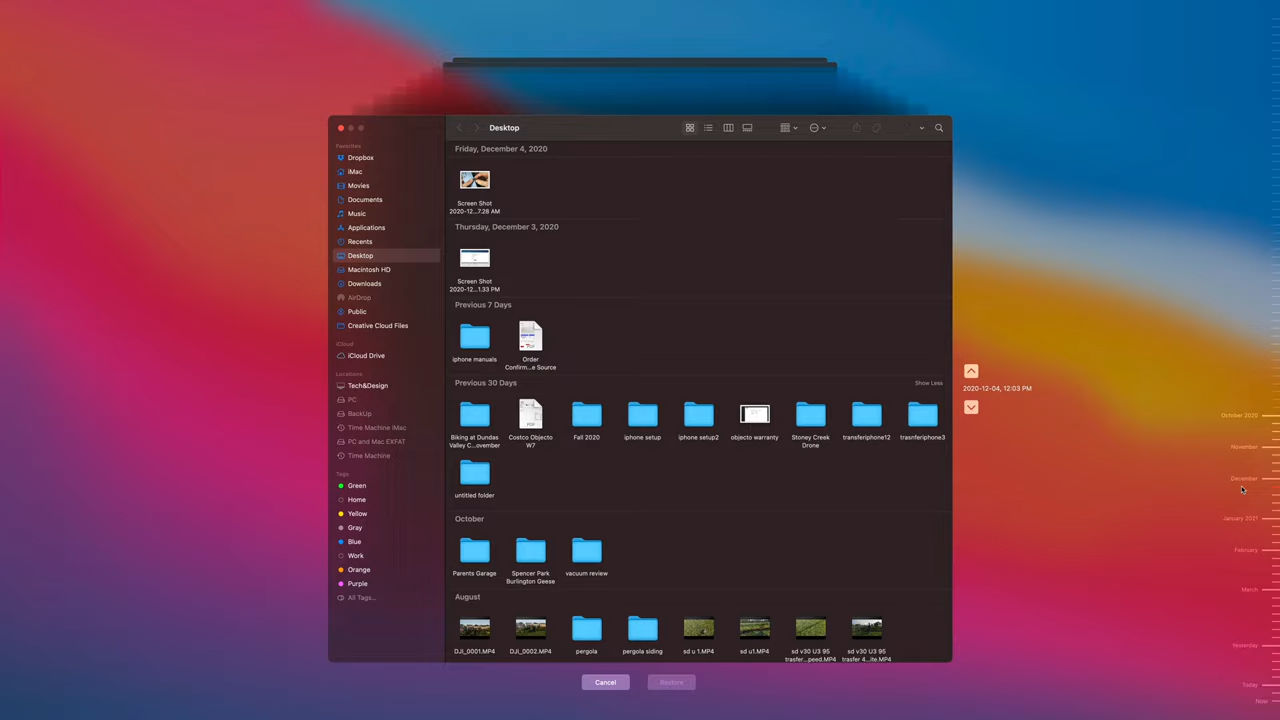 Desktop
Favorites
Dropbox
iMac
Movies
Documents
Music
Applications
Recents
Desktop
Macintosh HD
Downloads
AirDrop
Public
Creative Cloud Files
iCloud
iCloud Drive
Locations
Tech&Design
PC
BackUp
Time Machine iMac
PC and Mac EXFAT
Time Machine
Tags
Green
Home
Yellow
Gray
Blue
Work
Orange
Purple
All Tags...
Friday, December 4, 2020
Screen Shot
2020-12...7.28 AM
Thursday, December 3, 2020
Screen Shot
2020-12...1.33 PM
Previous 7 Days
iphone manuals
Order
Confirm...e Source
Previous 30 Days
Show Less
Biking at Dundas
Valley C...ovember
Costco Objecto
W7
Fall 2020
iphone setup
iphone setup2
objecto warranty
Stoney Creek
Drone
transferiphone12
trasnferiphone3
untitled folder
October
Parents Garage
Spencer Park
Burlington Geese
vacuum review
August
DJI_0001.MP4
DJI_0002.MP4
pergola
pergola siding
sd u 1.MP4
sd u1.MP4
sd v30 U3 95
trasfer...peed.MP4
sd v30 U3 95
trasfer 4...ite.MP4
2020-12-04, 12:03 PM
October 2020
November
December
January 2021
February
March
Yesterday
Today
Now
Cancel
Restore